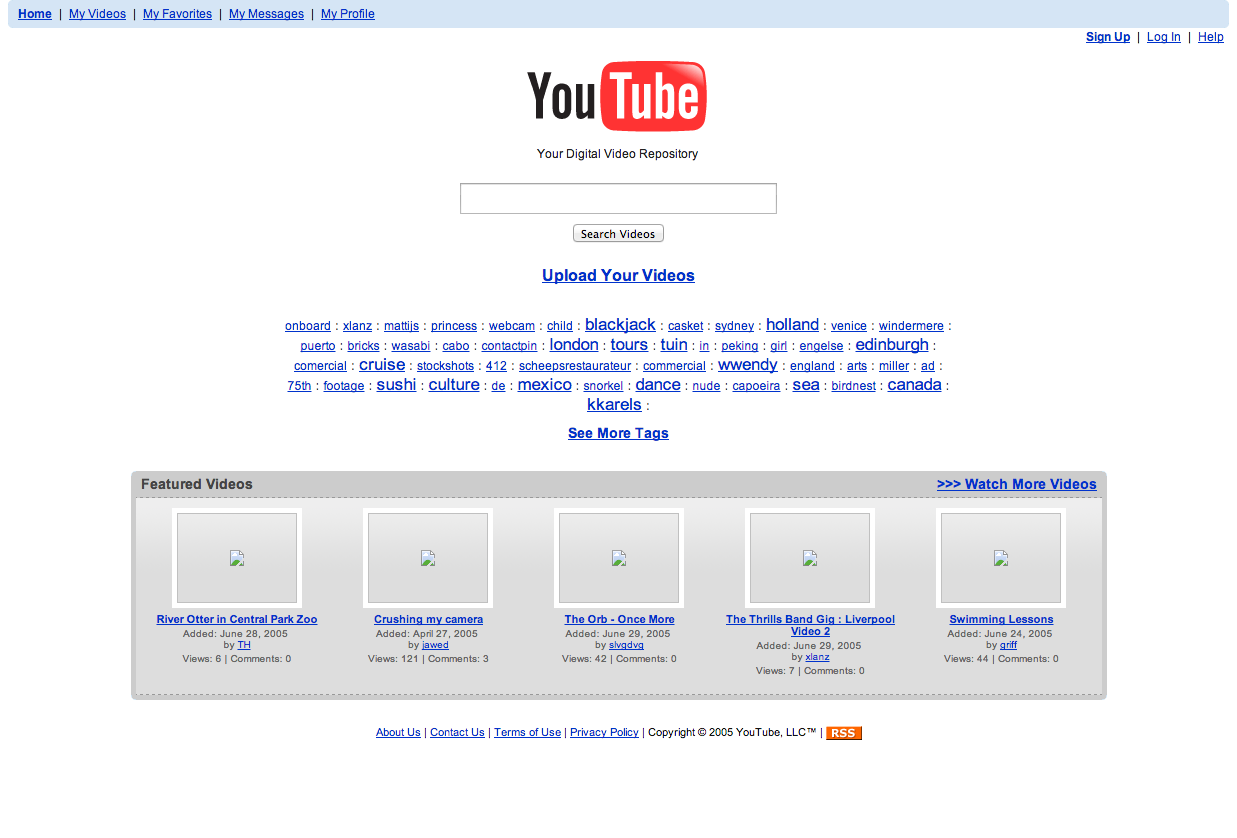 Home | My Videos | My Favorites | My Messages | My Profile
Sign Up | Log In | Help
YouTube
Your Digital Video Repository
Search Videos
Upload Your Videos
onboard : xlanz : mattijs : princess : webcam : child : blackjack : casket : sydney : holland : venice : windermere :
puerto : bricks : wasabi : cabo : contactpin : london : tours : tuin : in : peking : girl : engelse : edinburgh :
comercial : cruise : stockshots : 412 : scheepsrestaurateur : commercial : wwendy : england : arts : miller : ad :
75th : footage : sushi : culture : de : mexico : snorkel : dance : nude : capoeira : sea : birdnest : canada :
kkarels :
See More Tags
Featured Videos
>>> Watch More Videos
River Otter in Central Park Zoo
Added: June 28, 2005
by TH
Views: 6 | Comments: 0
Crushing my camera
Added: April 27, 2005
by jawed
Views: 121 | Comments: 3
The Orb - Once More
Added: June 29, 2005
by slvgdvg
Views: 42 | Comments: 0
The Thrills Band Gig : Liverpool
Video 2
Added: June 29, 2005
by xlanz
Views: 7 | Comments: 0
Swimming Lessons
Added: June 24, 2005
by griff
Views: 44 | Comments: 0
About Us | Contact Us | Terms of Use | Privacy Policy | Copyright © 2005 YouTube, LLC™ | RSS